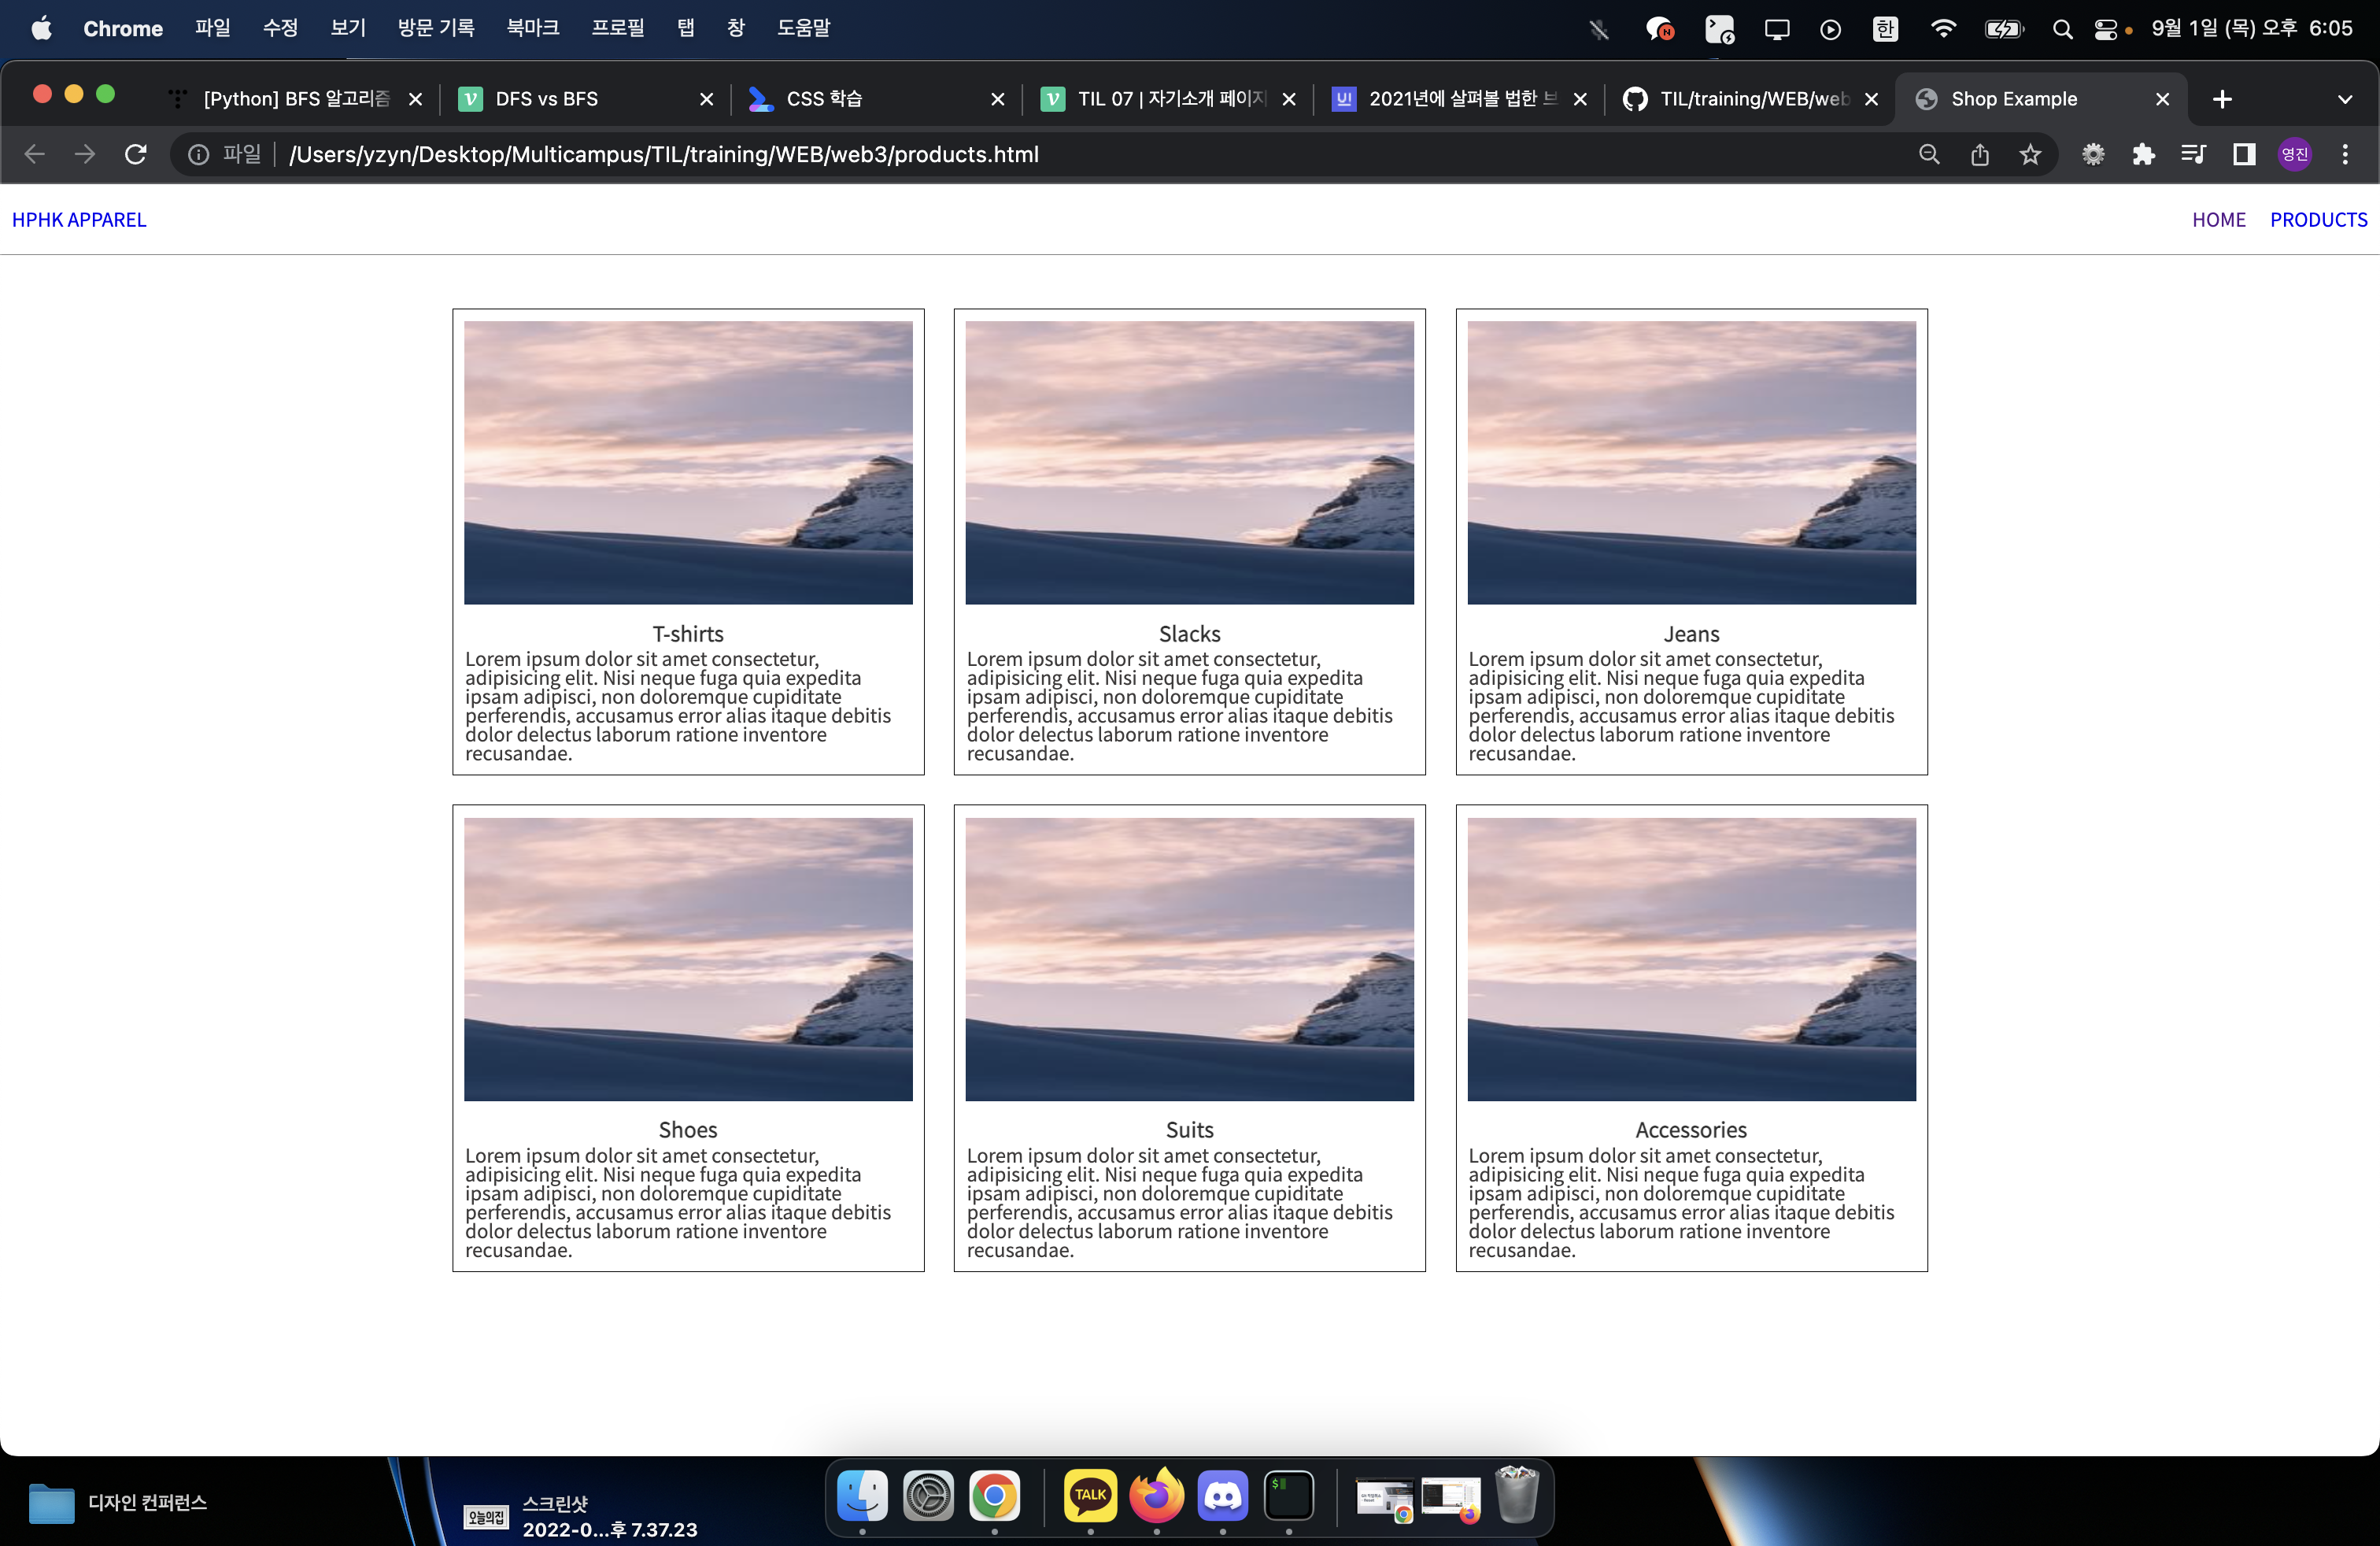 Chrome 파일 수정 보기 방문 기록 북마크 프로필 탭 창 도움말 한 9월 1일 (목) 오후 6:05
[Python] BFS 알고리즘 DFS vs BFS CSS 학습 TIL 07 | 자기소개 페이지 2021년에 살펴볼 법한 브 TIL/training/WEB/web Shop Example
파일 /Users/yzyn/Desktop/Multicampus/TIL/training/WEB/web3/products.html 영진
HPHK APPAREL HOME PRODUCTS
T-shirts
Lorem ipsum dolor sit amet consectetur,
adipisicing elit. Nisi neque fuga quia expedita
ipsam adipisci, non doloremque cupiditate
perferendis, accusamus error alias itaque debitis
dolor delectus laborum ratione inventore
recusandae.
Slacks
Lorem ipsum dolor sit amet consectetur,
adipisicing elit. Nisi neque fuga quia expedita
ipsam adipisci, non doloremque cupiditate
perferendis, accusamus error alias itaque debitis
dolor delectus laborum ratione inventore
recusandae.
Jeans
Lorem ipsum dolor sit amet consectetur,
adipisicing elit. Nisi neque fuga quia expedita
ipsam adipisci, non doloremque cupiditate
perferendis, accusamus error alias itaque debitis
dolor delectus laborum ratione inventore
recusandae.
Shoes
Lorem ipsum dolor sit amet consectetur,
adipisicing elit. Nisi neque fuga quia expedita
ipsam adipisci, non doloremque cupiditate
perferendis, accusamus error alias itaque debitis
dolor delectus laborum ratione inventore
recusandae.
Suits
Lorem ipsum dolor sit amet consectetur,
adipisicing elit. Nisi neque fuga quia expedita
ipsam adipisci, non doloremque cupiditate
perferendis, accusamus error alias itaque debitis
dolor delectus laborum ratione inventore
recusandae.
Accessories
Lorem ipsum dolor sit amet consectetur,
adipisicing elit. Nisi neque fuga quia expedita
ipsam adipisci, non doloremque cupiditate
perferendis, accusamus error alias itaque debitis
dolor delectus laborum ratione inventore
recusandae.
디자인 컨퍼런스
오늘의집
스크린샷
2022-0...후 7.37.23
TALK